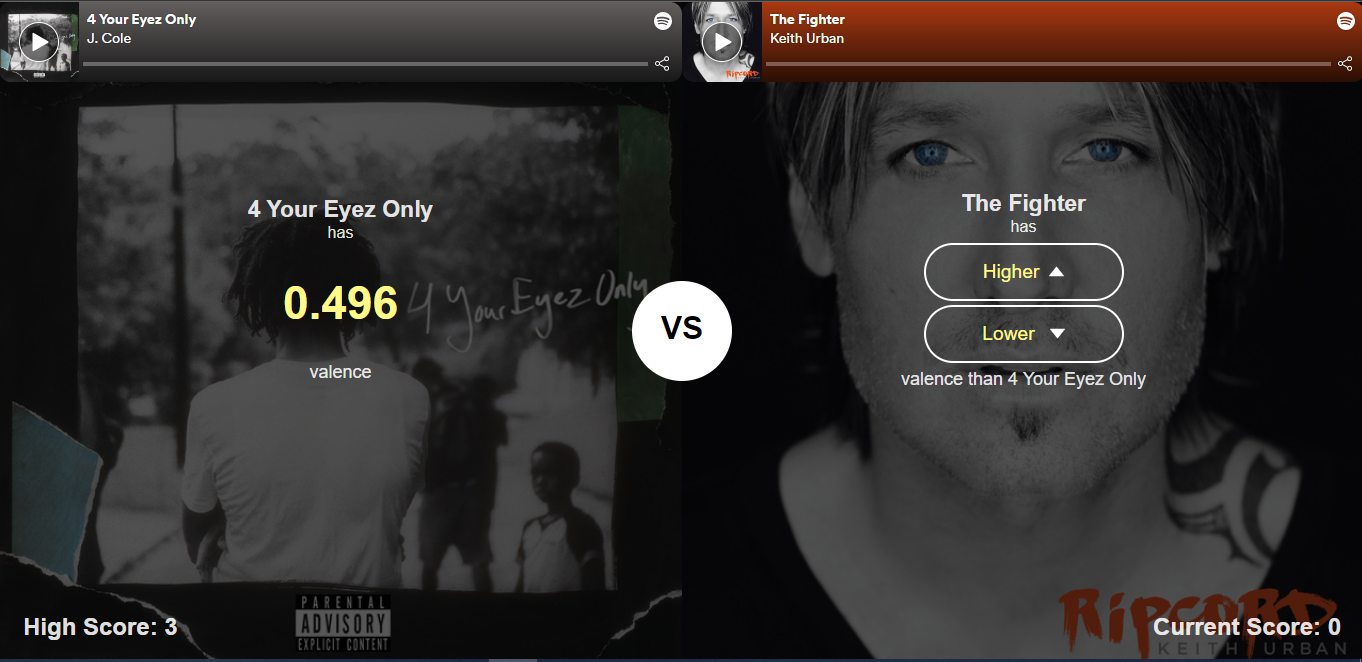 4 Your Eyez Only
J. Cole
The Fighter
Keith Urban
RIPCORD
4 Your Eyez Only
has
0.496
valence
4 Your Eyez Only
VS
The Fighter
has
Higher
Lower
valence than 4 Your Eyez Only
High Score: 3
PARENTAL
ADVISORY
EXPLICIT CONTENT
RIPCORD
Current Score: 0
KEITH URBAN